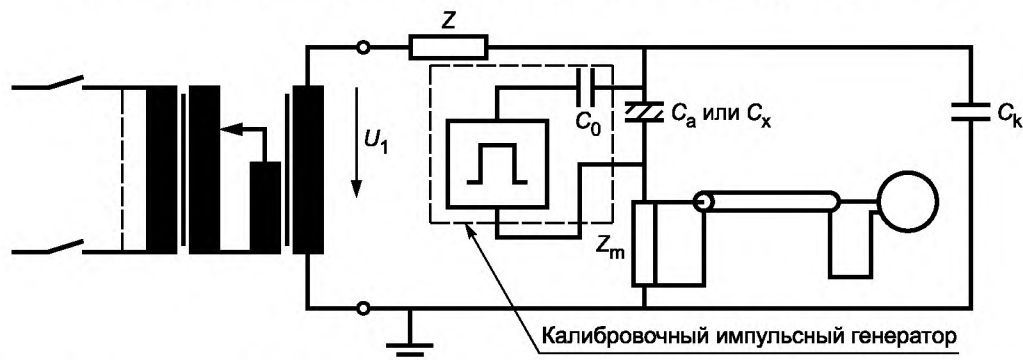 Z
C₀
Cₐ или Cₓ
Cₖ
U₁
Zₘ
Калибровочный импульсный генератор